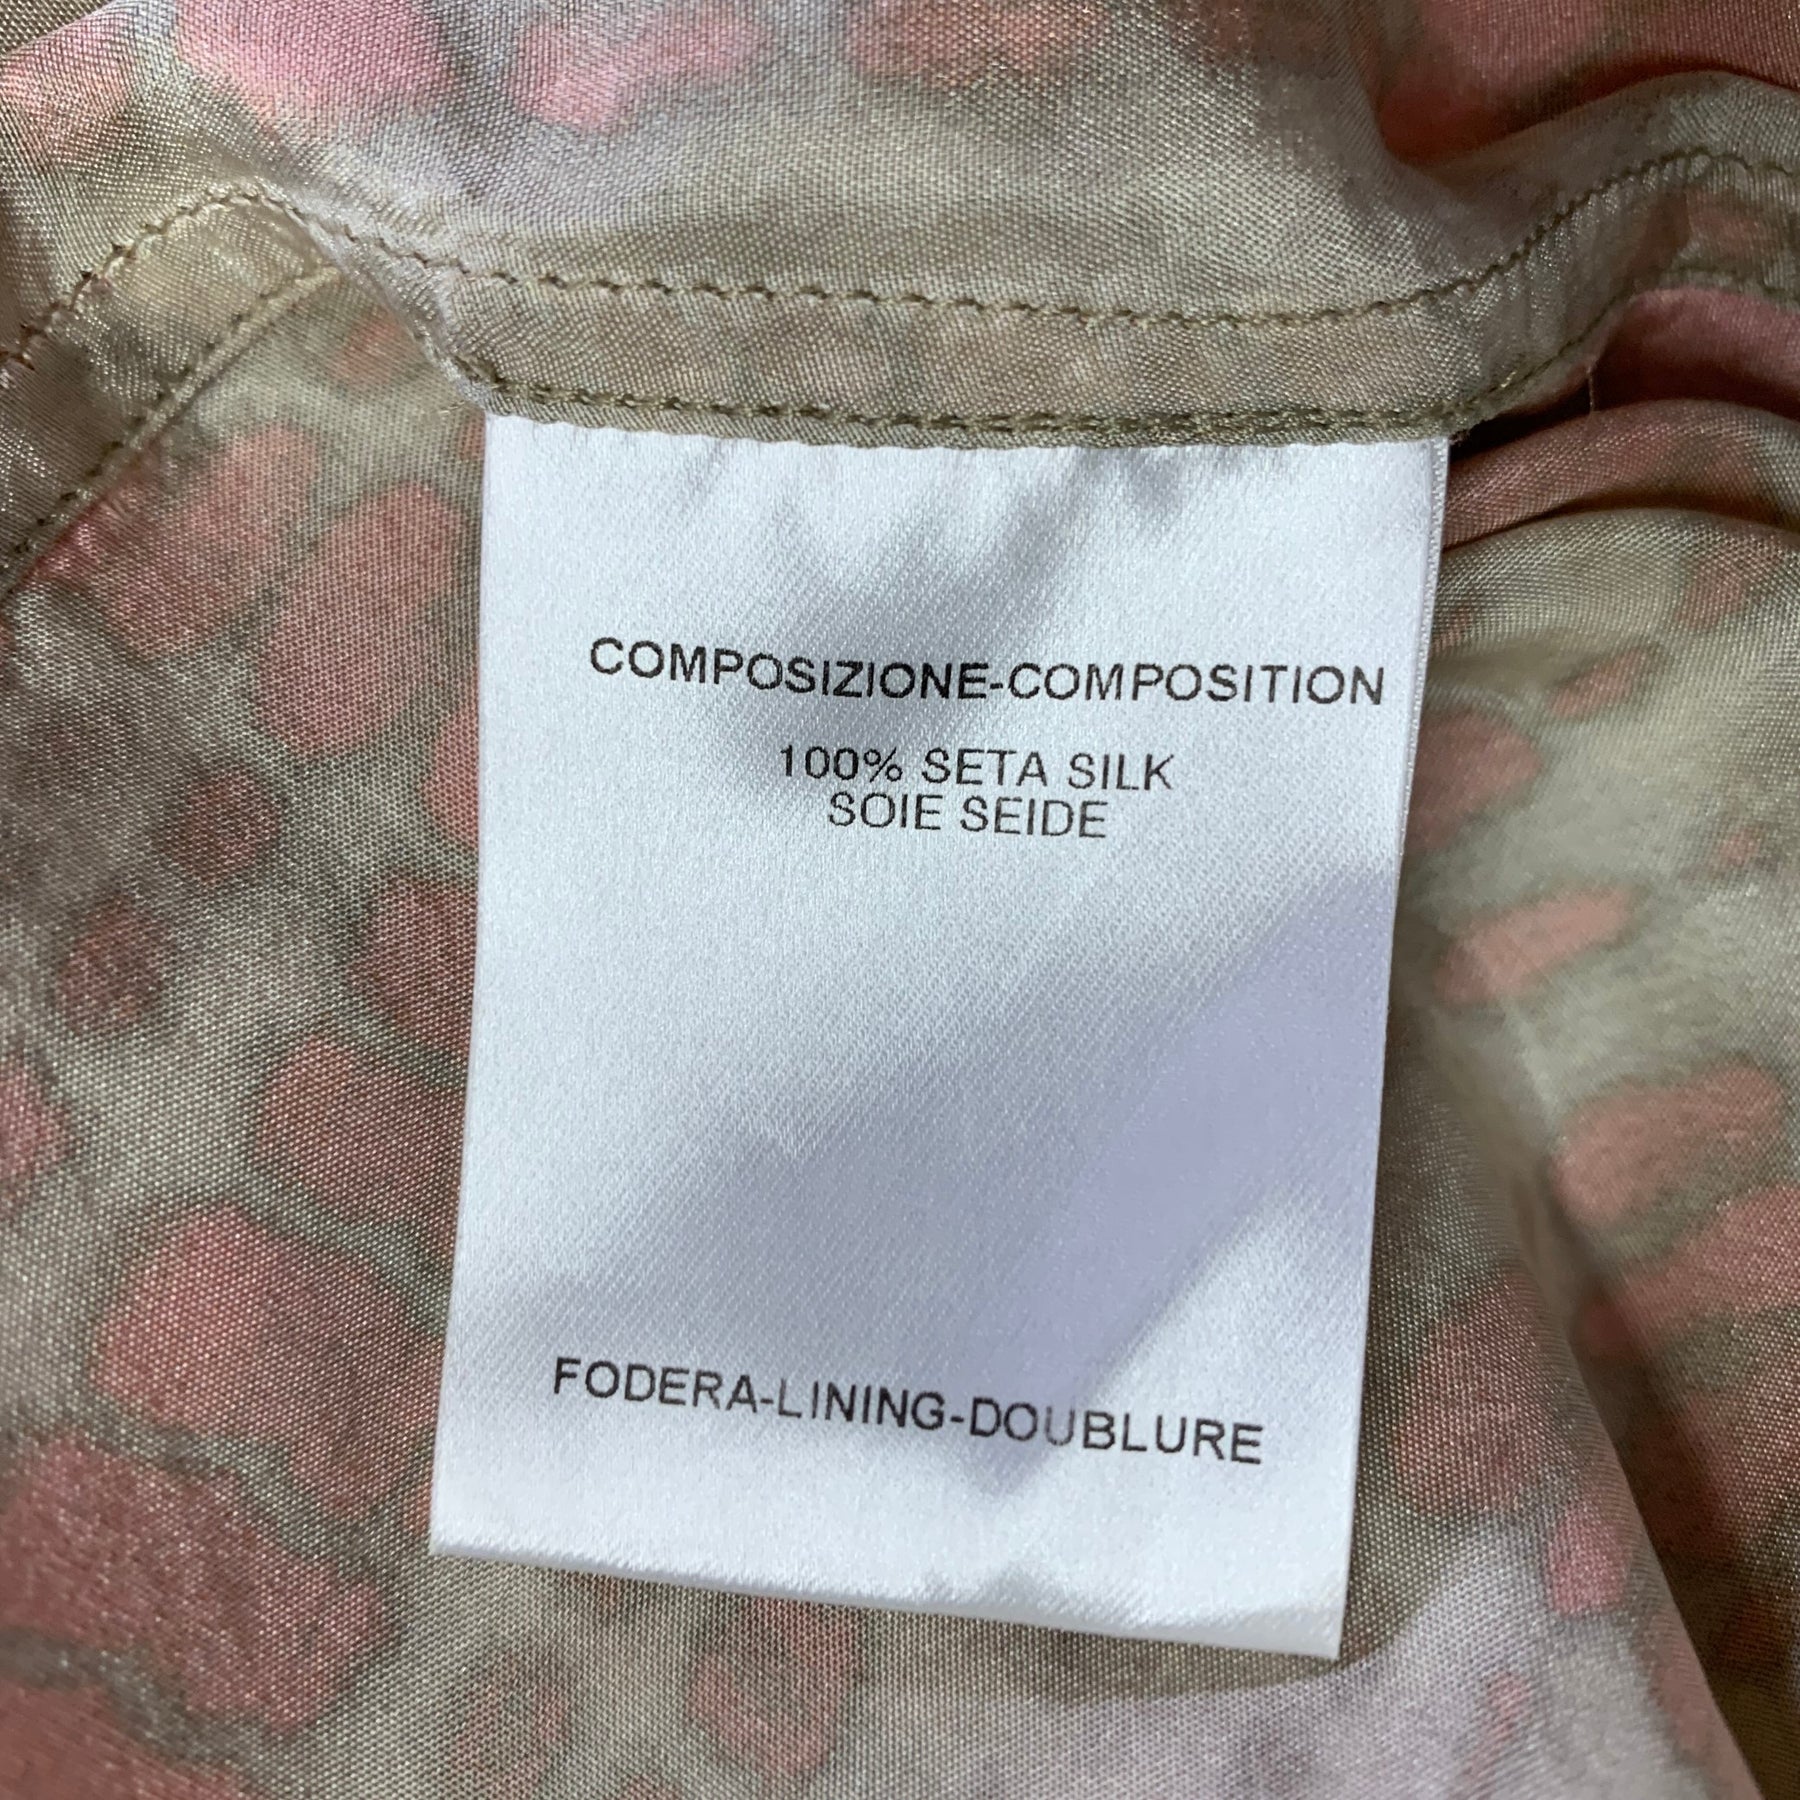 COMPOSIZIONE-COMPOSITION
100% SETA SILK
SOIE SEIDE
FODERA-LINING-DOUBLURE